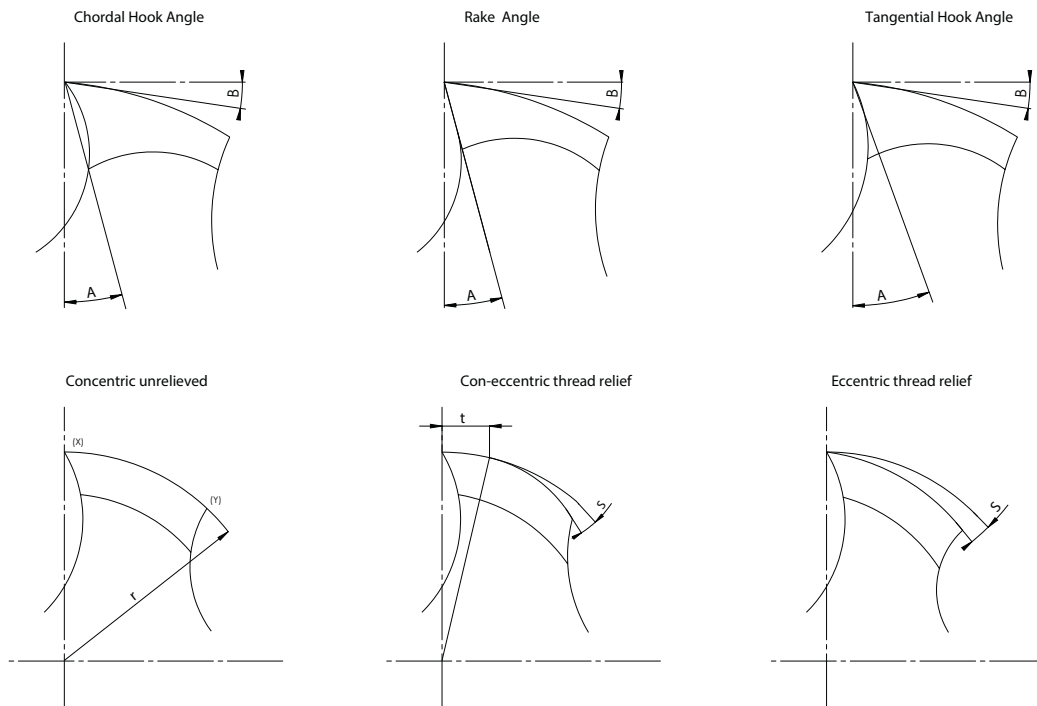 Chordal Hook Angle
Rake Angle
Tangential Hook Angle
B
B
B
A
A
A
Concentric unrelieved
Con-eccentric thread relief
Eccentric thread relief
t
(X)
(Y)
S
S
r